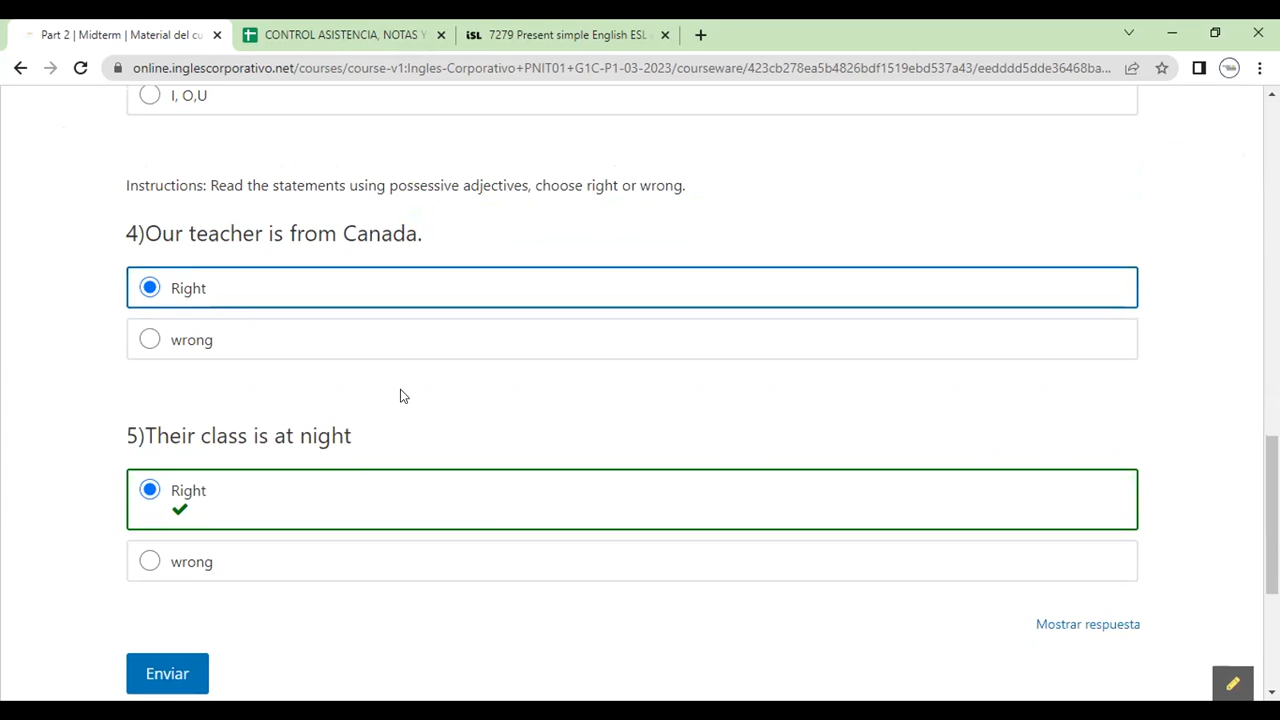 Part 2 | Midterm | Material del cu
CONTROL ASISTENCIA, NOTAS Y
iSL 7279 Present simple English ESL
online.inglescorporativo.net/courses/course-v1:Ingles-Corporativo+PNIT01+G1C-P1-03-2023/courseware/423cb278ea5b4826bdf1519ebd537a43/eedddd5dde36468ba...
I, O,U
Instructions: Read the statements using possessive adjectives, choose right or wrong.
4)Our teacher is from Canada.
Right
wrong
5)Their class is at night
Right
wrong
Mostrar respuesta
Enviar